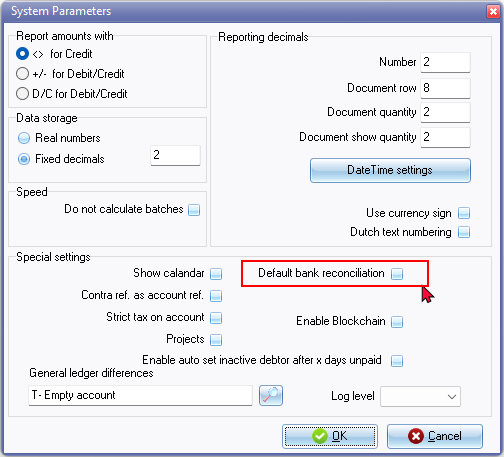 System Parameters
Report amounts with
<> for Credit
+/- for Debit/Credit
D/C for Debit/Credit
Data storage
Real numbers
Fixed decimals 2
Speed
Do not calculate batches
Reporting decimals
Number 2
Document row 8
Document quantity 2
Document show quantity 2
DateTime settings
Use currency sign
Dutch text numbering
Special settings
Show calandar
Default bank reconciliation
Contra ref. as account ref.
Strict tax on account
Enable Blockchain
Projects
Enable auto set inactive debtor after x days unpaid
General ledger differences
T- Empty account
Log level
OK
Cancel